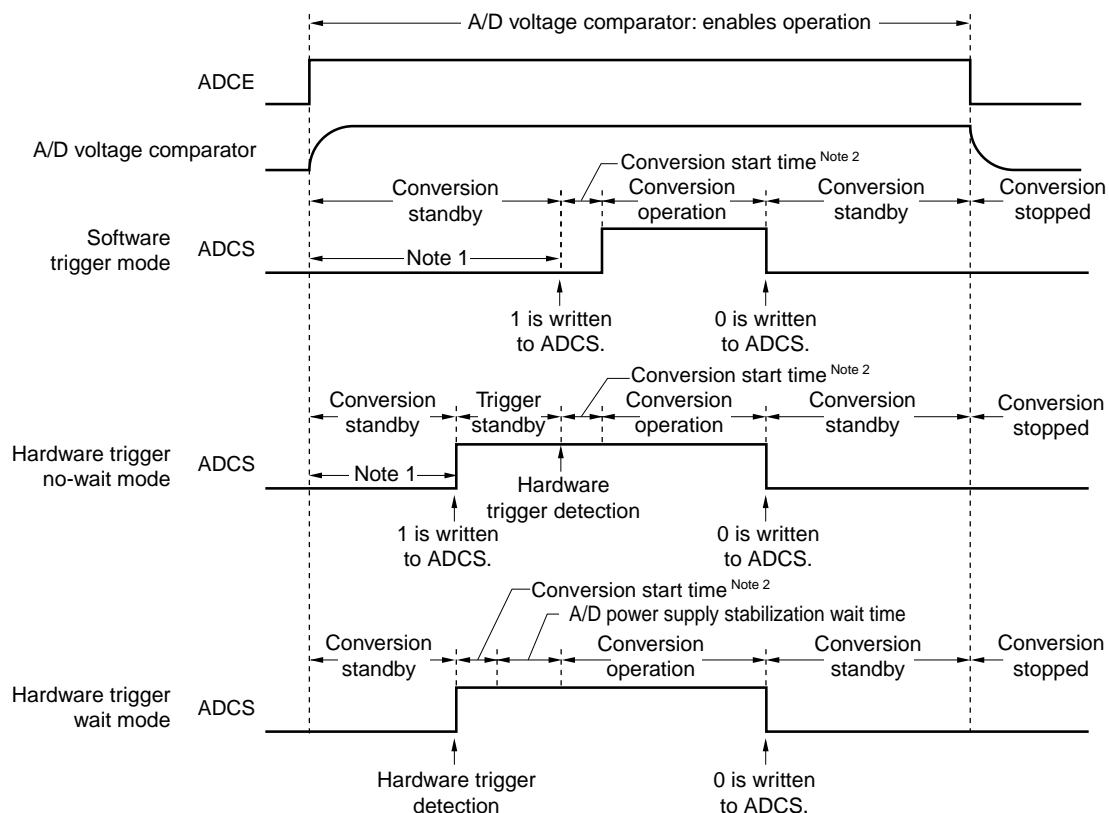 A/D voltage comparator: enables operation
ADCE
A/D voltage comparator
Conversion start time Note 2
Conversion
standby
Conversion
operation
Conversion
standby
Conversion
stopped
Software
trigger mode
ADCS
Note 1
1 is written
to ADCS.
0 is written
to ADCS.
Conversion start time Note 2
Conversion
standby
Trigger
standby
Conversion
operation
Conversion
standby
Conversion
stopped
Hardware trigger
no-wait mode
ADCS
Note 1
Hardware
trigger detection
1 is written
to ADCS.
0 is written
to ADCS.
Conversion start time Note 2
A/D power supply stabilization wait time
Conversion
standby
Conversion
operation
Conversion
standby
Conversion
stopped
Hardware trigger
wait mode
ADCS
Hardware trigger
detection
0 is written
to ADCS.